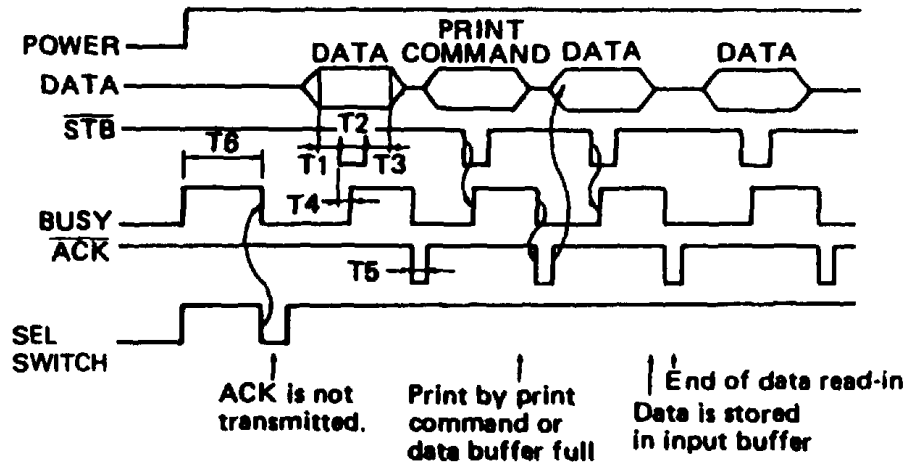 POWER
DATA
PRINT
COMMAND
DATA
DATA
DATA
STB
T6
T2
T1
T3
T4
BUSY
ACK
T5
SEL
SWITCH
ACK is not
transmitted.
Print by print
command or
data buffer full
End of data read-in
Data is stored
in input buffer